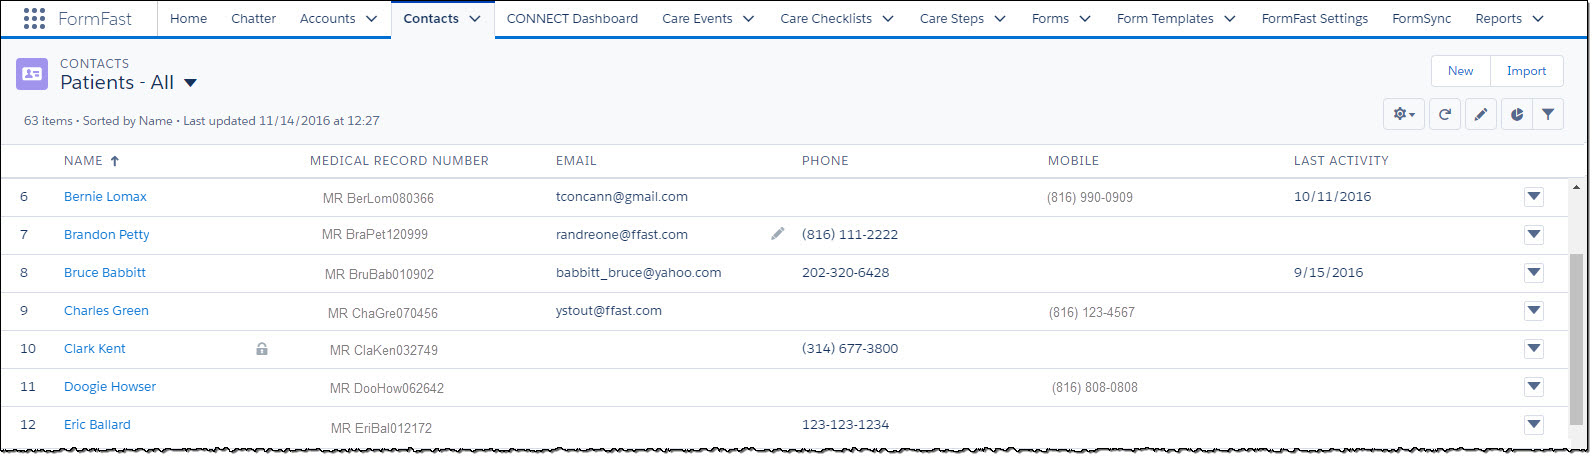 FormFast Home Chatter Accounts Contacts CONNECT Dashboard Care Events Care Checklists Care Steps Forms Form Templates FormFast Settings FormSync Reports
CONTACTS
Patients - All
New Import
63 items • Sorted by Name • Last updated 11/14/2016 at 12:27
NAME ↑ MEDICAL RECORD NUMBER EMAIL PHONE MOBILE LAST ACTIVITY
6 Bernie Lomax MR BerLom080366 tconcann@gmail.com (816) 990-0909 10/11/2016
7 Brandon Petty MR BraPet120999 randreone@ffast.com (816) 111-2222
8 Bruce Babbitt MR BruBab010902 babbitt_bruce@yahoo.com 202-320-6428 9/15/2016
9 Charles Green MR ChaGre070456 ystout@ffast.com (816) 123-4567
10 Clark Kent MR ClaKen032749 (314) 677-3800
11 Doogie Howser MR DooHow062642 (816) 808-0808
12 Eric Ballard MR EriBal012172 123-123-1234